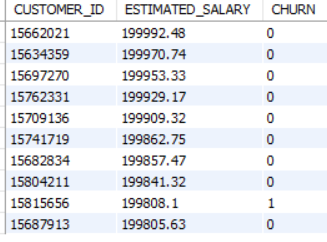 CUSTOMER_ID ESTIMATED_SALARY CHURN
15662021 199992.48 0
15634359 199970.74 0
15697270 199953.33 0
15762331 199929.17 0
15709136 199909.32 0
15741719 199862.75 0
15682834 199857.47 0
15804211 199841.32 0
15815656 199808.1 1
15687913 199805.63 0